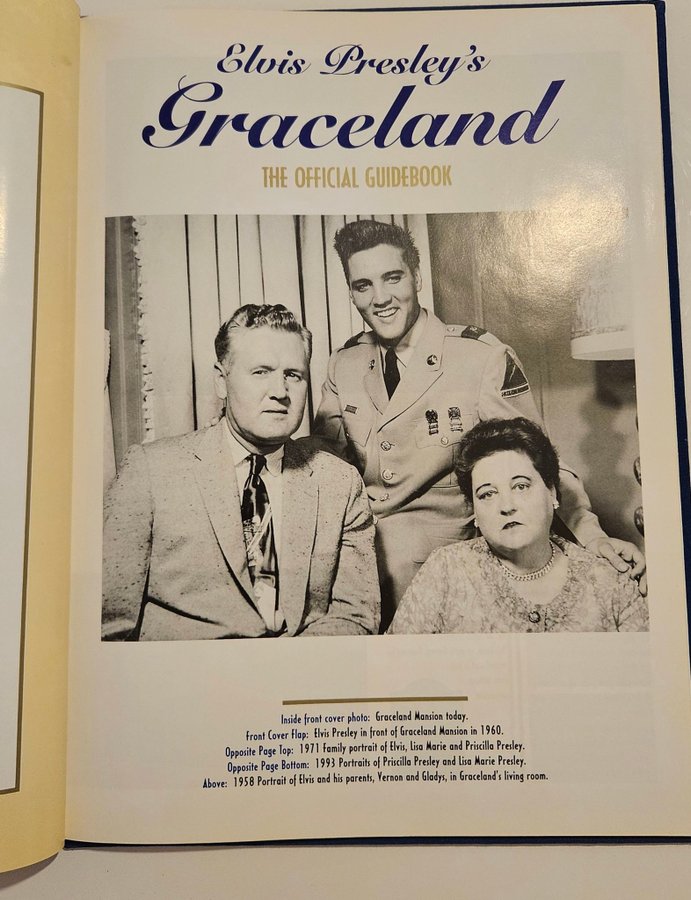 Elvis Presley's
Graceland
THE OFFICIAL GUIDEBOOK
Inside front cover photo: Graceland Mansion today.
Front Cover Flap: Elvis Presley in front of Graceland Mansion in 1960.
Opposite Page Top: 1971 Family portrait of Elvis, Lisa Marie and Priscilla Presley.
Opposite Page Bottom: 1993 Portraits of Priscilla Presley and Lisa Marie Presley.
Above: 1958 Portrait of Elvis and his parents, Vernon and Gladys, in Graceland's living room.